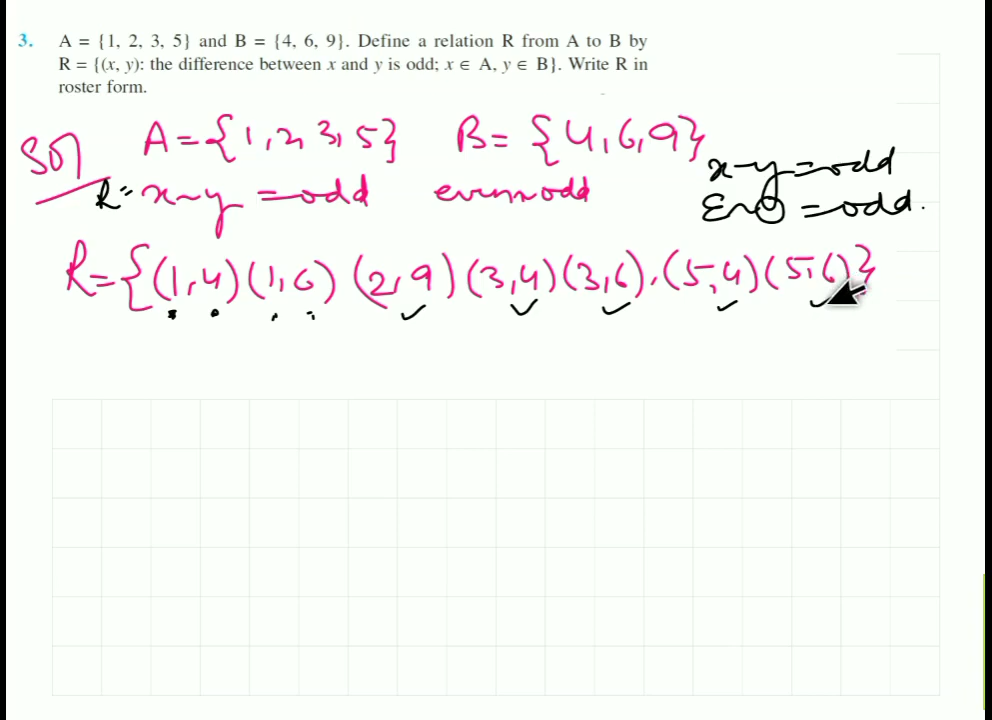 3. A = {1, 2, 3, 5} and B = {4, 6, 9}. Define a relation R from A to B by
R = {(x, y): the difference between x and y is odd; x ∈ A, y ∈ B}. Write R in
roster form.
Sol A = {1, 2, 3, 5} B = {4, 6, 9}
R = x ~ y = odd even ~ odd
x ~ y = odd
E ~ O = odd.
R = {(1, 4) (1, 6) (2, 9) (3, 4) (3, 6), (5, 4) (5, 6)}